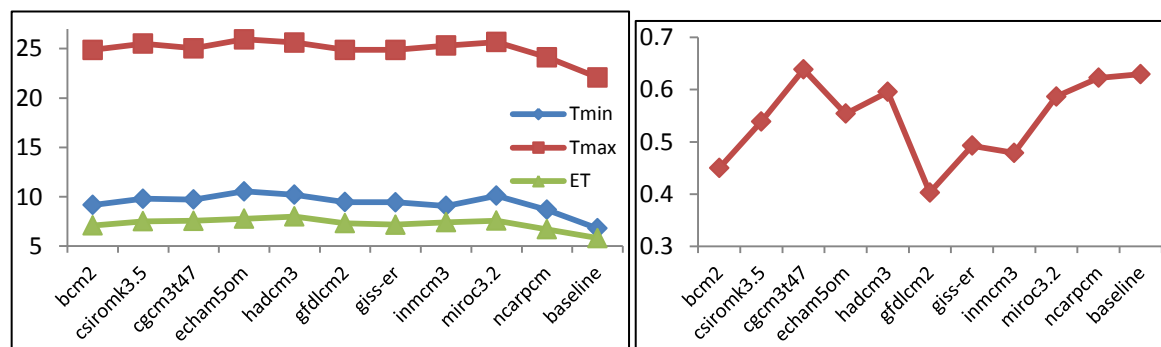 25
20
15
10
5
Tmin
Tmax
ET
bcm2
csiromk3.5
cgcm3t47
echam5om
hadcm3
gfdlcm2
giss-er
inmcm3
miroc3.2
ncarpcm
baseline
0.7
0.6
0.5
0.4
0.3
bcm2
csiromk3.5
cgcm3t47
echam5om
hadcm3
gfdlcm2
giss-er
inmcm3
miroc3.2
ncarpcm
baseline